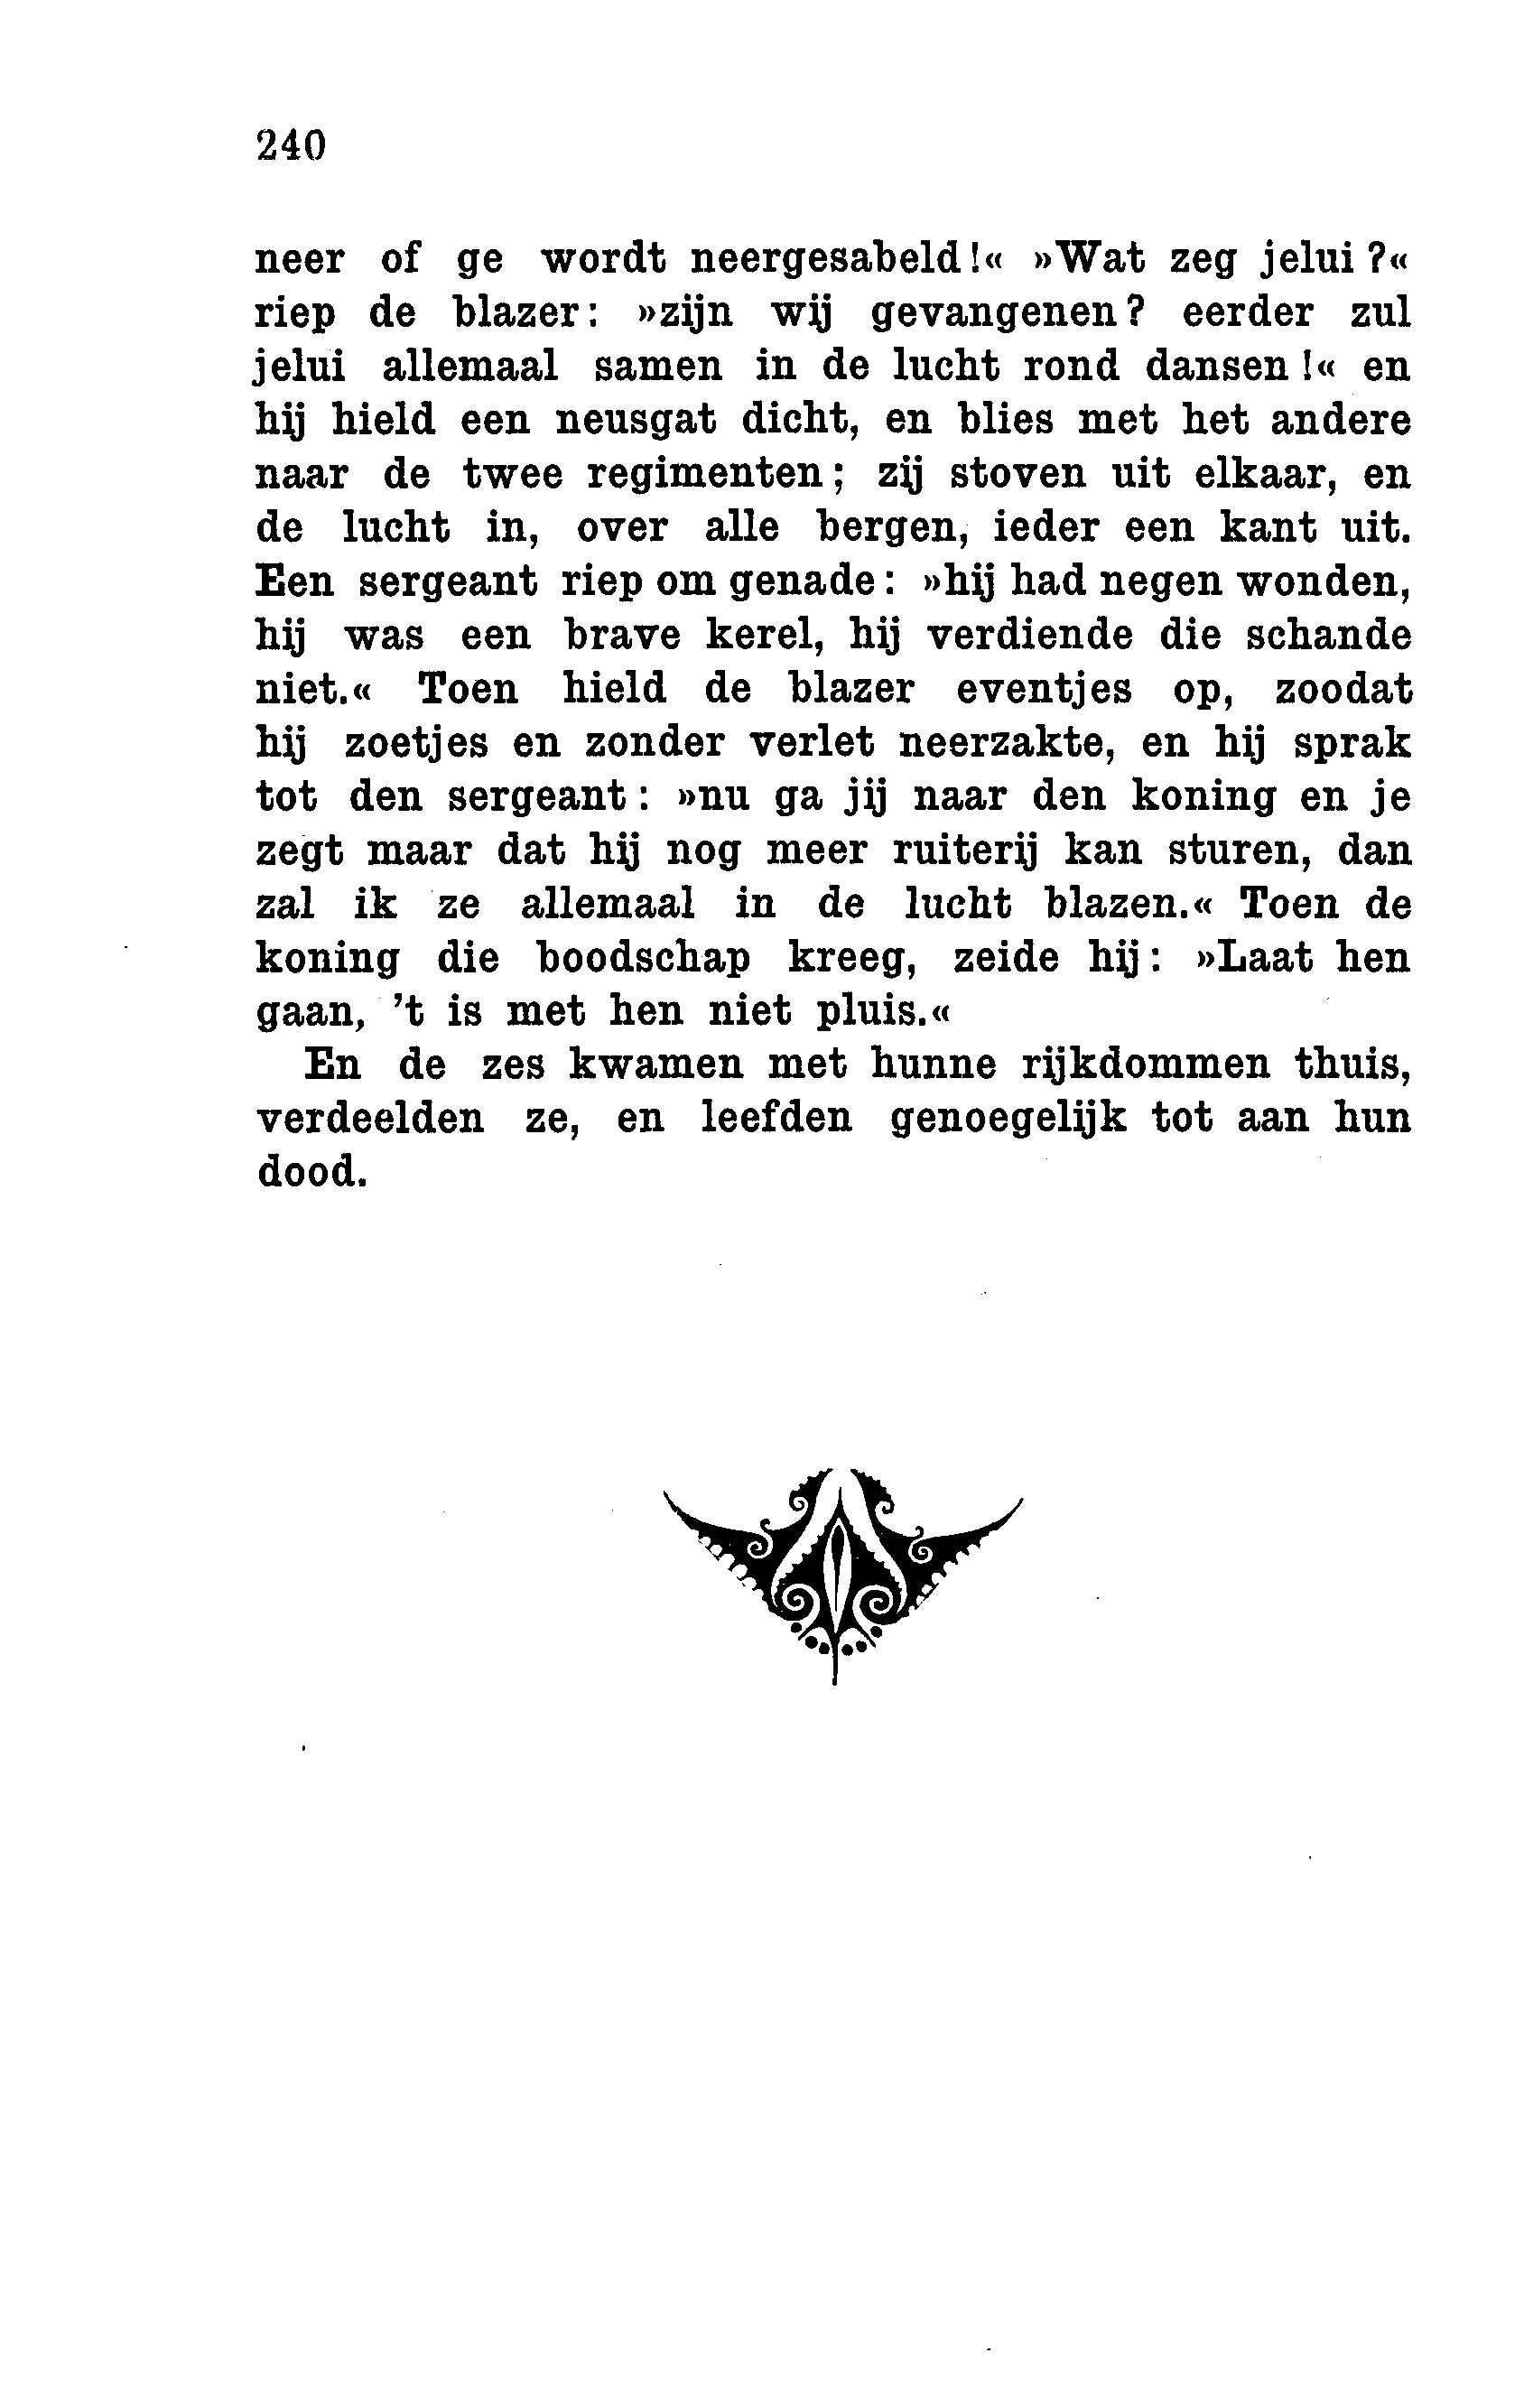 240
neer of ge wordt neergesabeld!« »Wat zeg jelui?«
riep de blazer: »zijn wij gevangenen? eerder zul
jelui allemaal samen in de lucht rond dansen!« en
hij hield een neusgat dicht, en blies met het andere
naar de twee regimenten; zij stoven uit elkaar, en
de lucht in, over alle bergen, ieder een kant uit.
Een sergeant riep om genade: »hij had negen wonden,
hij was een brave kerel, hij verdiende die schande
niet.« Toen hield de blazer eventjes op, zoodat
hij zoetjes en zonder verlet neerzakte, en hij sprak
tot den sergeant: »nu ga jij naar den koning en je
zegt maar dat hij nog meer ruiterij kan sturen, dan
zal ik ze allemaal in de lucht blazen.« Toen de
koning die boodschap kreeg, zeide hij: »Laat hen
gaan, ’t is met hen niet pluis.«
En de zes kwamen met hunne rijkdommen thuis,
verdeelden ze, en leefden genoegelijk tot aan hun
dood.